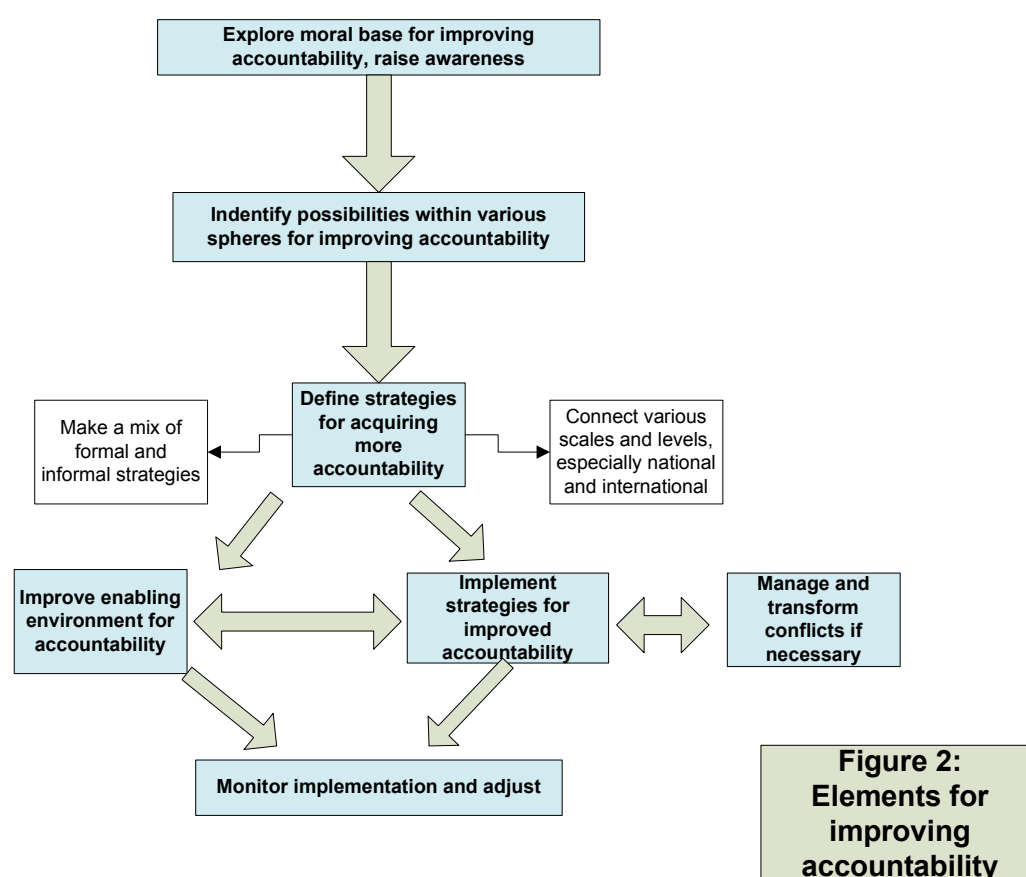 Explore moral base for improving
accountability, raise awareness
Indentify possibilities within various
spheres for improving accountability
Define strategies
for acquiring
more
accountability
Make a mix of
formal and
informal strategies
Connect various
scales and levels,
especially national
and international
Improve enabling
environment for
accountability
Implement
strategies for
improved
accountability
Manage and
transform
conflicts if
necessary
Monitor implementation and adjust
Figure 2:
Elements for
improving
accountability